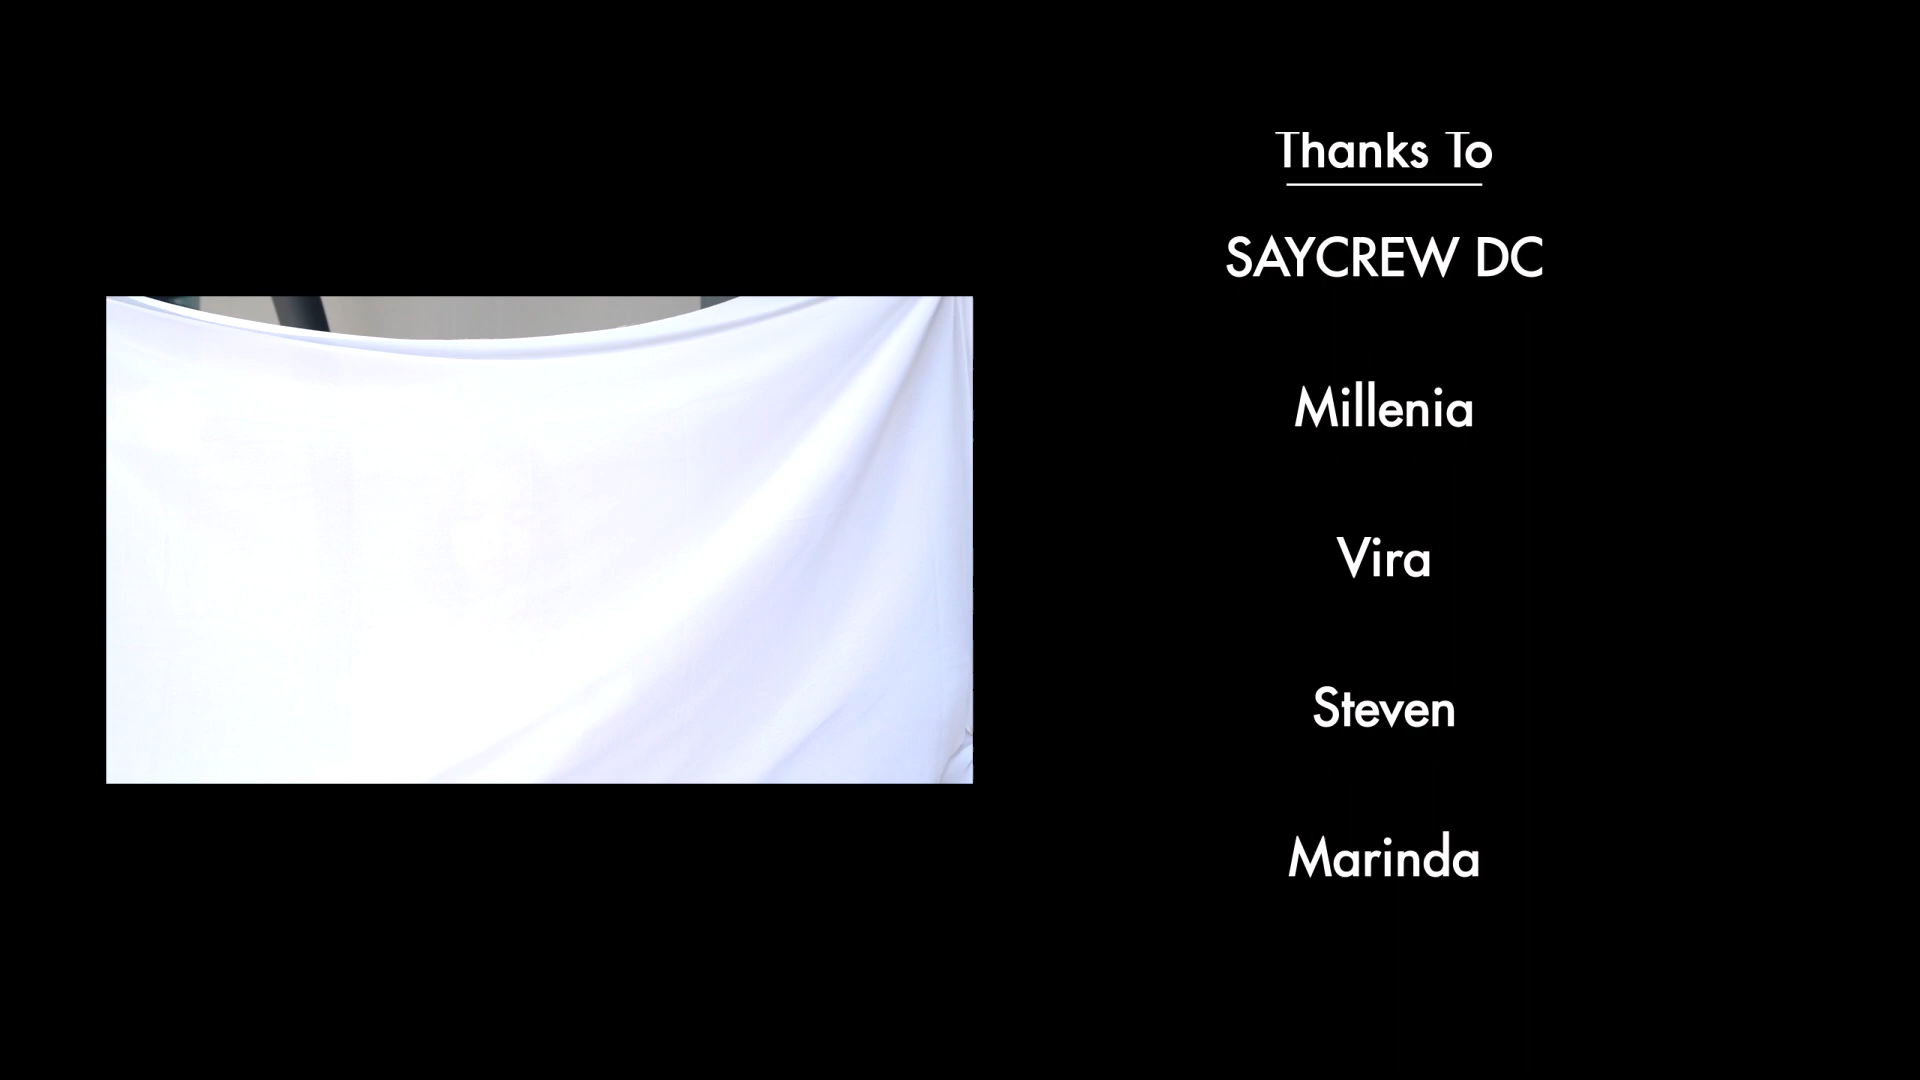 Thanks To
SAYCREW DC
Millenia
Vira
Steven
Marinda